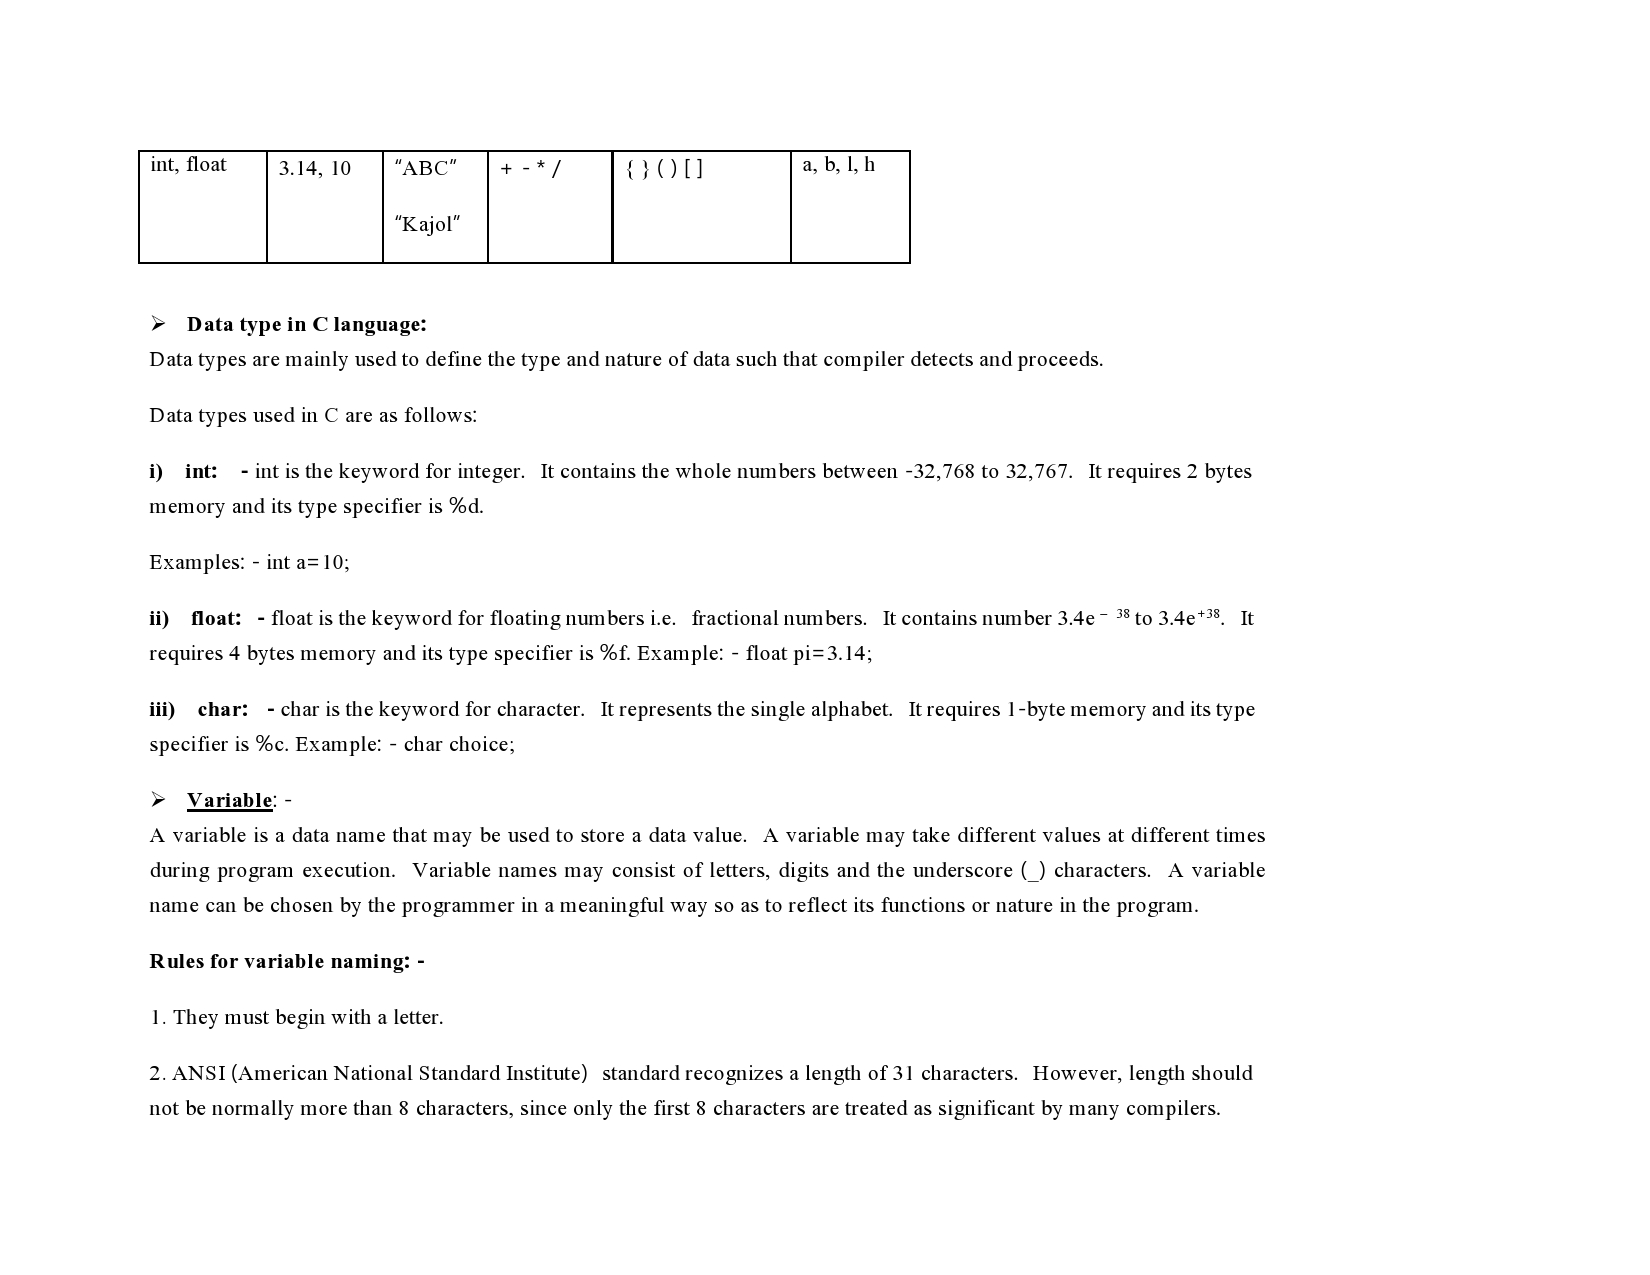 int, float 3.14, 10 "ABC" + - * / { } ( ) [ ] a, b, l, h
"Kajol"
➢ Data type in C language:
Data types are mainly used to define the type and nature of data such that compiler detects and proceeds.
Data types used in C are as follows:
i) int: - int is the keyword for integer. It contains the whole numbers between -32,768 to 32,767. It requires 2 bytes
memory and its type specifier is %d.
Examples: - int a=10;
ii) float: - float is the keyword for floating numbers i.e. fractional numbers. It contains number 3.4e⁻ ³⁸ to 3.4e⁺³⁸. It
requires 4 bytes memory and its type specifier is %f. Example: - float pi=3.14;
iii) char: - char is the keyword for character. It represents the single alphabet. It requires 1-byte memory and its type
specifier is %c. Example: - char choice;
➢ Variable: -
A variable is a data name that may be used to store a data value. A variable may take different values at different times
during program execution. Variable names may consist of letters, digits and the underscore (_) characters. A variable
name can be chosen by the programmer in a meaningful way so as to reflect its functions or nature in the program.
Rules for variable naming: -
1. They must begin with a letter.
2. ANSI (American National Standard Institute) standard recognizes a length of 31 characters. However, length should
not be normally more than 8 characters, since only the first 8 characters are treated as significant by many compilers.